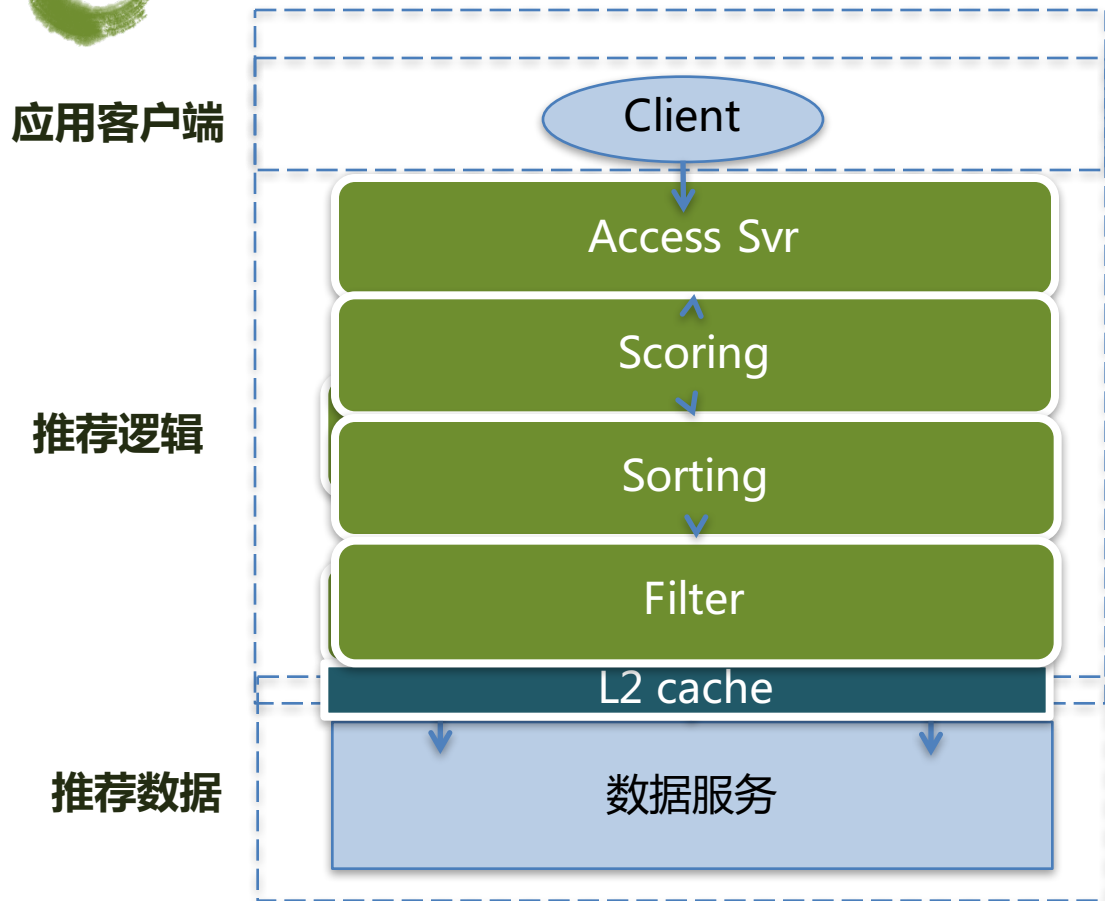 应用客户端
Client
Access Svr
Scoring
推荐逻辑
Sorting
Filter
L2 cache
推荐数据
数据服务